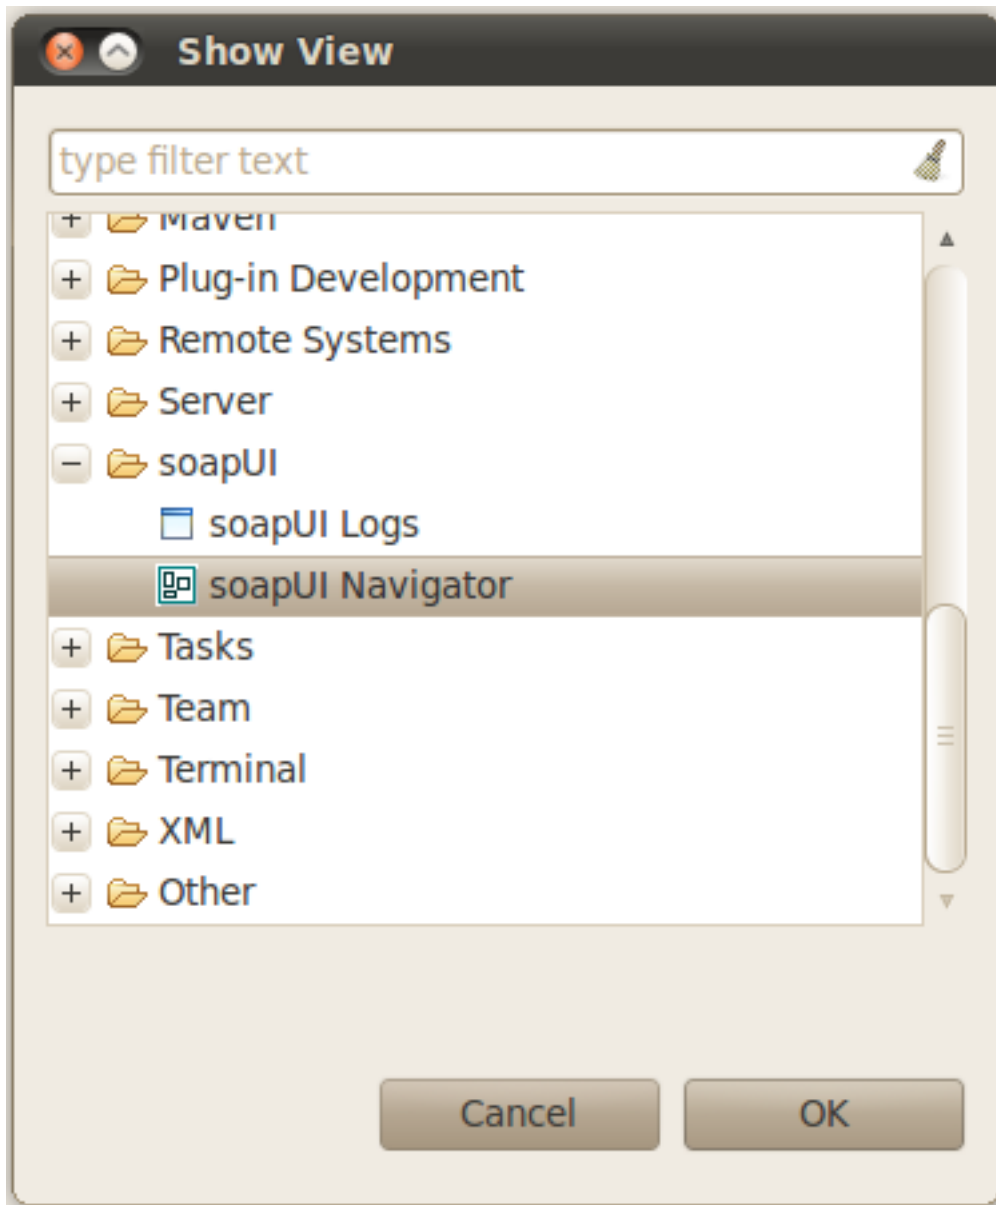 Show View
type filter text
Maven
Plug-in Development
Remote Systems
Server
soapUI
soapUI Logs
soapUI Navigator
Tasks
Team
Terminal
XML
Other
Cancel OK